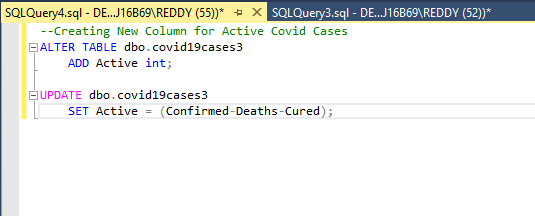 SQLQuery4.sql - DE...J16B69\REDDY (55))* SQLQuery3.sql - DE...J16B69\REDDY (52))*
--Creating New Column for Active Covid Cases
ALTER TABLE dbo.covid19cases3
ADD Active int;
UPDATE dbo.covid19cases3
SET Active = (Confirmed-Deaths-Cured);